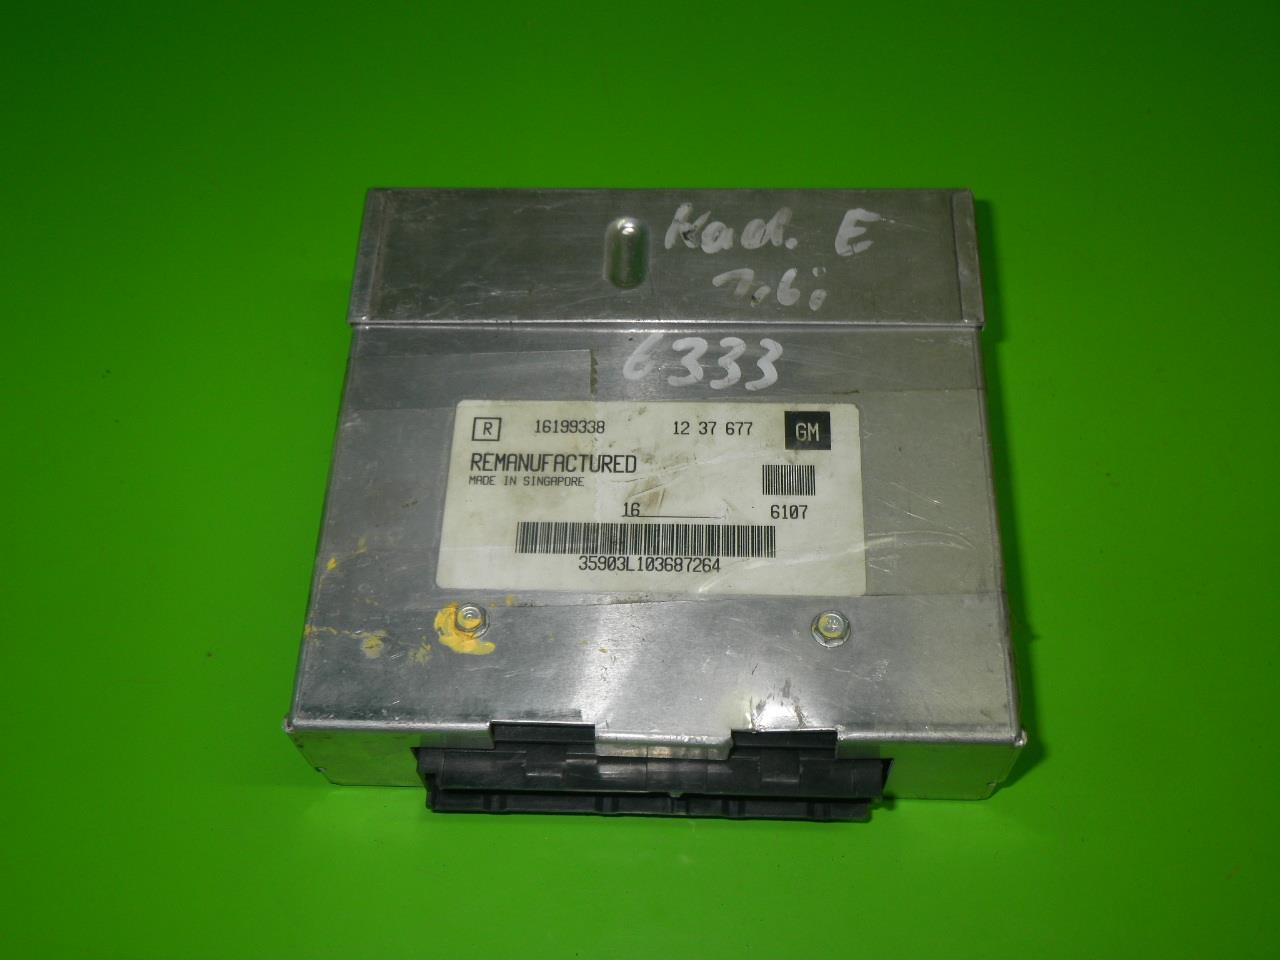 Kad. E
1,6i
6333
R 16199338 12 37 677 GM
REMANUFACTURED
MADE IN SINGAPORE
16 6107
35903L103687264